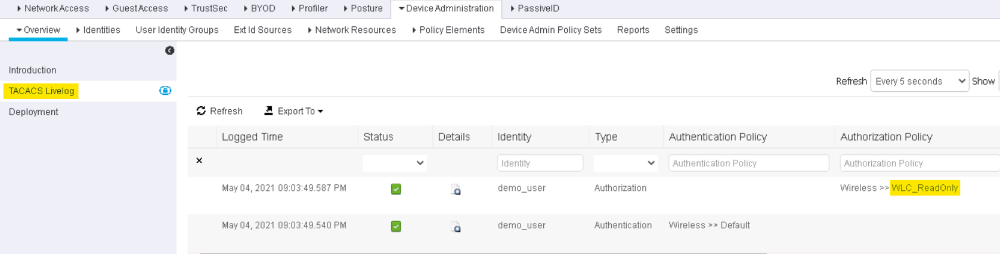 Network Access Guest Access TrustSec BYOD Profiler Posture Device Administration PassiveID
Overview Identities User Identity Groups Ext Id Sources Network Resources Policy Elements Device Admin Policy Sets Reports Settings
Introduction
TACACS Livelog
Deployment
Refresh Every 5 seconds Show
Refresh Export To
Logged Time Status Details Identity Type Authentication Policy Authorization Policy
Identity Authentication Policy Authorization Policy
May 04, 2021 09:03:49.587 PM demo_user Authorization Wireless >> WLC_ReadOnly
May 04, 2021 09:03:49.540 PM demo_user Authentication Wireless >> Default